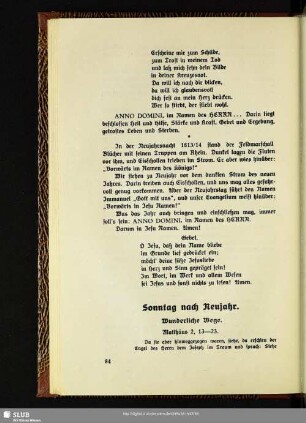 Erscheine mir zum Schilde,
zum Trost in meinem Tod
und laß mich sehn dein Bilde
in deiner Kreuzesnot.
Da will ich nach dir blicken,
da will ich glaubensvoll
dich fest an mein Herz drücken.
Wer so stirbt, der stirbt wohl.
ANNO DOMINI, im Namen des HERRN... Darin liegt
beschlossen Heil und Hilfe, Stärke und Kraft, Gebet und Ergebung,
getrostes Leben und Sterben.
*
In der Neujahrsnacht 1813/14 stand der Feldmarschall
Blücher mit seinen Truppen am Rhein. Dunkel lagen die Fluten
vor ihm, und Eisschollen trieben im Strom. Er aber wies hinüber:
„Vorwärts im Namen des Königs!“
Wir stehen zu Neujahr vor dem dunklen Strom des neuen
Jahres. Darin treiben auch Eisschollen, und uns mag alles gefahr-
voll genug vorkommen. Aber der Neujahrstag führt den Namen
Immanuel „Gott mit uns“, und unser Evangelium weist hinüber:
„Vorwärts in Jesu Namen!“
Was das Jahr auch bringen und einschließen mag, immer
soll's sein: ANNO DOMINI, im Namen des HERRN.
Darum in Jesu Namen. Amen!
Gebet.
O Jesu, daß dein Name bliebe
im Grunde tief gedrücket ein;
möcht' deine süße Jesusliebe
in Herz und Sinn gepräget sein!
Im Wort, im Werk und allem Wesen
sei Jesus und sonst nichts zu lesen! Amen.
Sonntag nach Neujahr.
Wunderliche Wege.
Matthäus 2, 13—23.
Da sie aber hinweggezogen waren, siehe, da erschien der
Engel des Herrn dem Joseph im Traum und sprach: Stehe
84
SLUB